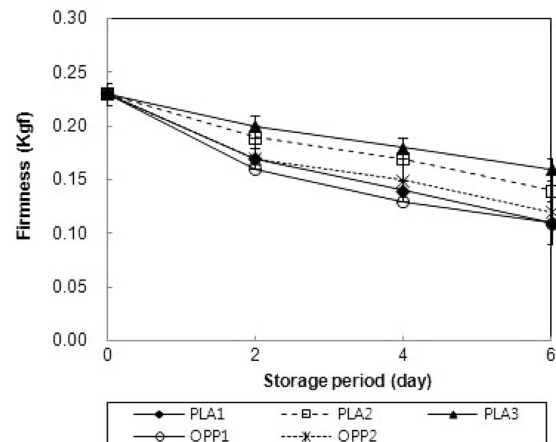 0.30
0.25
0.20
0.15
0.10
0.05
0.00
Firmness (Kgf)
0 2 4 6
Storage period (day)
PLA1 PLA2 PLA3
OPP1 OPP2